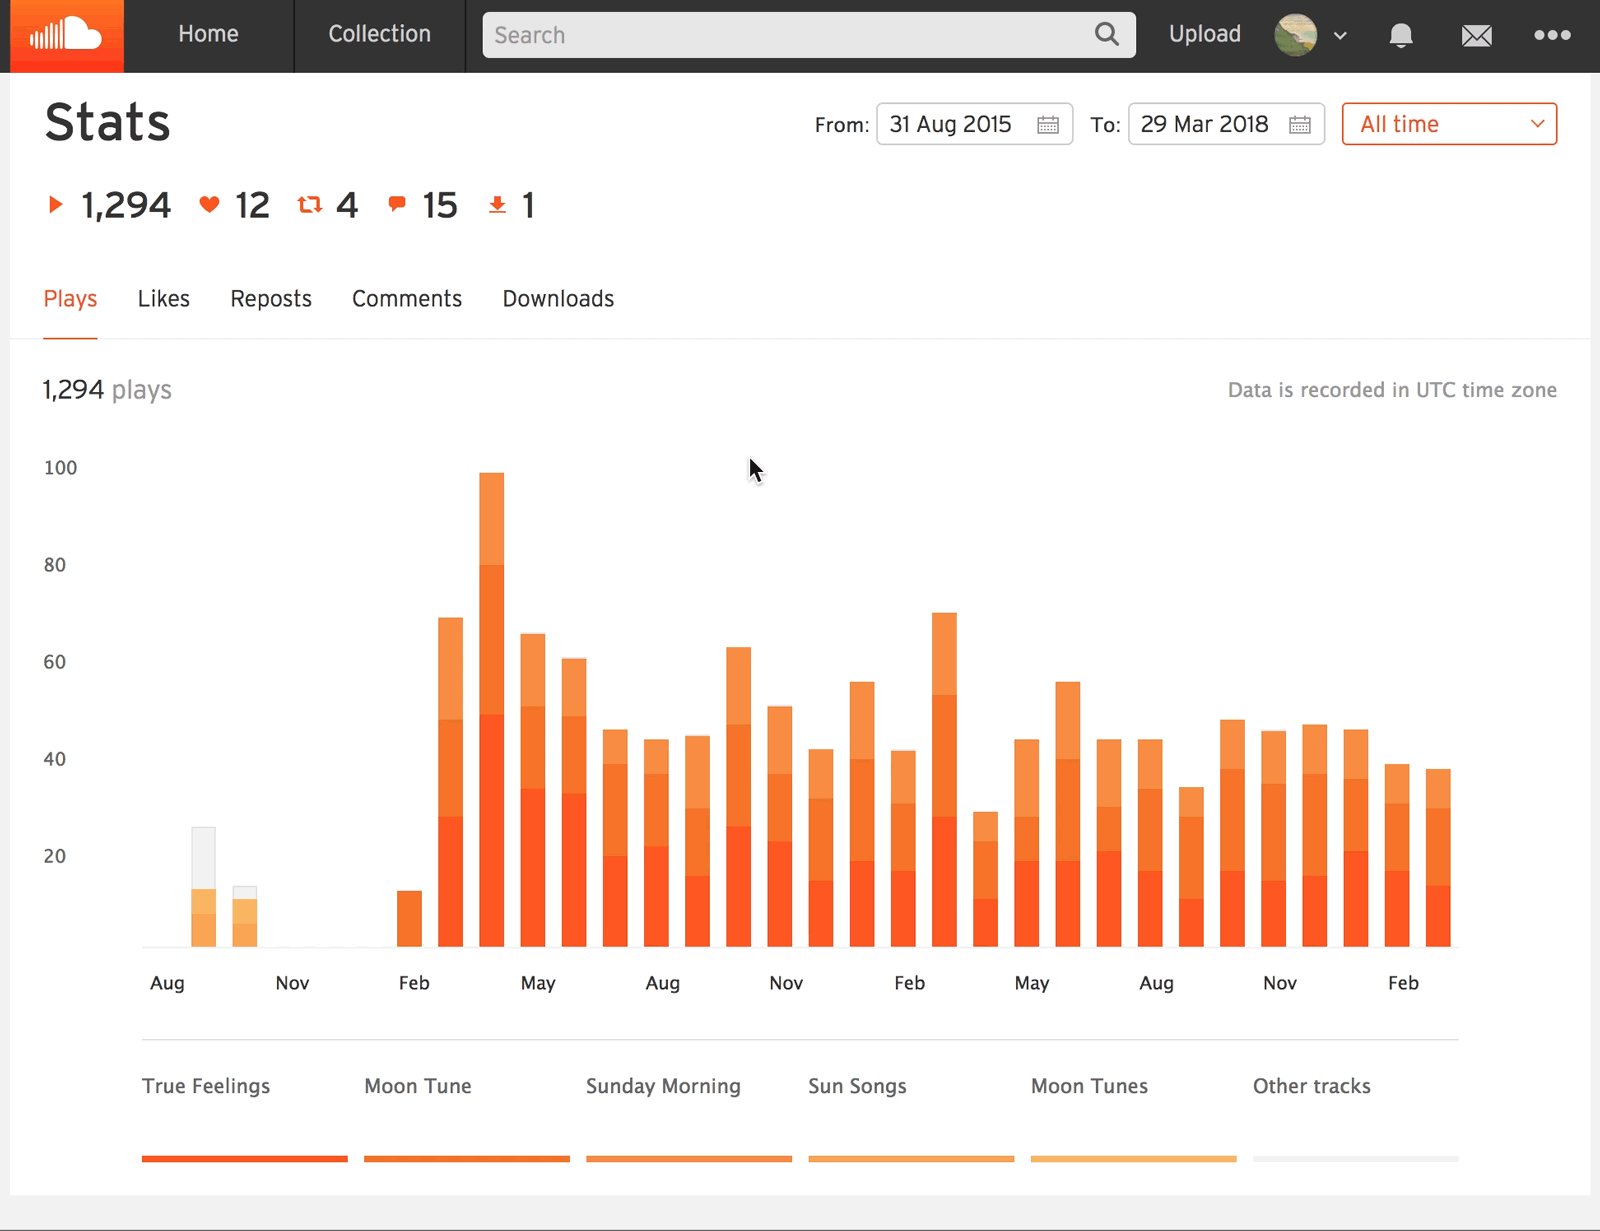 Home Collection Search Upload
Stats From: 31 Aug 2015 To: 29 Mar 2018 All time
1,294 12 4 15 1
Plays Likes Reposts Comments Downloads
1,294 plays Data is recorded in UTC time zone
100
80
60
40
20
Aug Nov Feb May Aug Nov Feb May Aug Nov Feb
True Feelings Moon Tune Sunday Morning Sun Songs Moon Tunes Other tracks